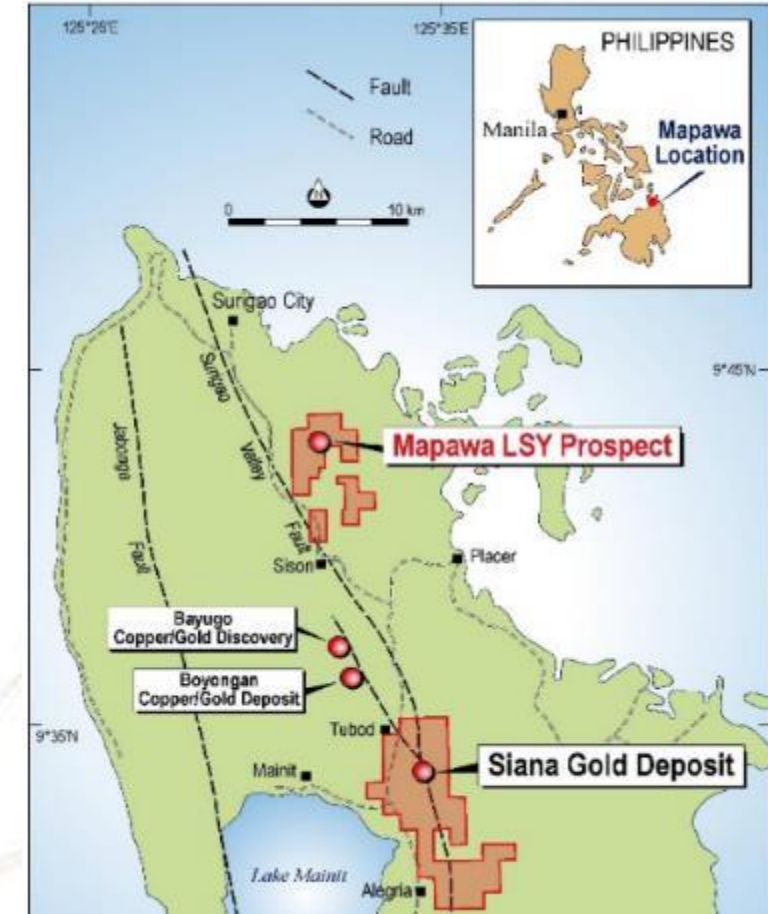 125°25'E
125°35'E
PHILIPPINES
Manila
Mapawa
Location
Fault
Road
N
0
10 km
Surigao City
9°45'N
Surigao
Valley
Fault
Jabonga
Fault
Mapawa LSY Prospect
Sison
Placer
Bayugo
Copper/Gold Discovery
Boyongan
Copper/Gold Deposit
9°35'N
Tubod
Mainit
Siana Gold Deposit
Lake Mainit
Alegria